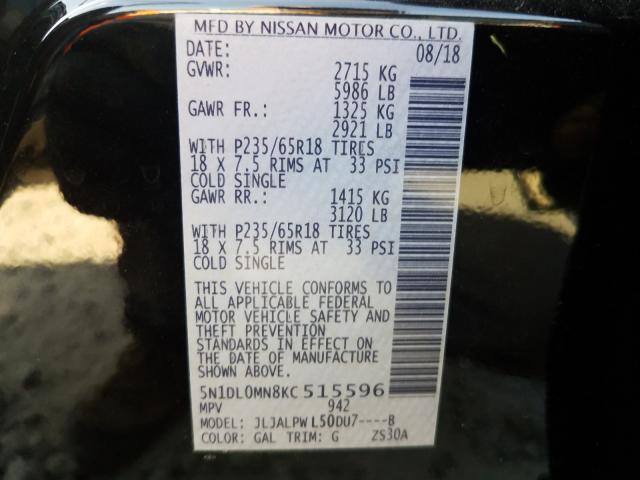 MFD BY NISSAN MOTOR CO., LTD.
DATE: 08/18
GVWR: 2715 KG
5986 LB
GAWR FR.: 1325 KG
2921 LB
WITH P235/65R18 TIRES
18 X 7.5 RIMS AT 33 PSI
COLD SINGLE
GAWR RR.: 1415 KG
3120 LB
WITH P235/65R18 TIRES
18 X 7.5 RIMS AT 33 PSI
COLD SINGLE
THIS VEHICLE CONFORMS TO
ALL APPLICABLE FEDERAL
MOTOR VEHICLE SAFETY AND
THEFT PREVENTION
STANDARDS IN EFFECT ON
THE DATE OF MANUFACTURE
SHOWN ABOVE.
5N1DL0MN8KC 515596
MPV 942
MODEL: JLJALPW L50DU7----B
COLOR: GAL TRIM: G ZS30A